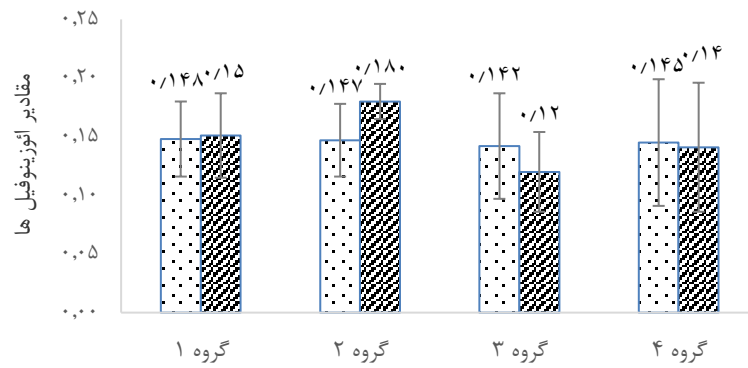 مقادیر ائوزینوفیل ها
۰,۲۵
۰,۲۰
۰,۱۵
۰,۱۰
۰,۰۵
۰,۰۰
۰/۱۴۸
۰/۱۵
۰/۱۴۷
۰/۱۸۰
۰/۱۴۲
۰/۱۲
۰/۱۴۵
۰/۱۴
گروه ۱
گروه ۲
گروه ۳
گروه ۴